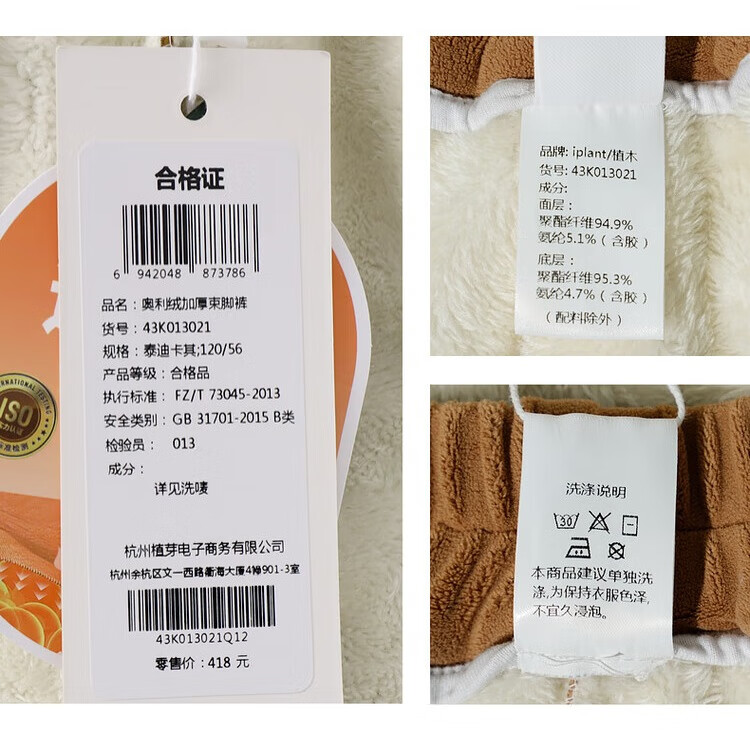 合格证
6 942048 873786
品名：奥利绒加厚束脚裤
货号：43K013021
规格：泰迪卡其;120/56
产品等级：合格品
执行标准： FZ/T 73045-2013
安全类别：GB 31701-2015 B类
检验员： 013
成分：
详见洗唛
杭州植芽电子商务有限公司
杭州余杭区文一西路衢海大厦4幢901-3室
43K013021Q12
零售价：418 元
ISO
品牌: iplant/植木
货号: 43K013021
成分:
面层：
聚酯纤维94.9%
氨纶5.1%（含胶）
底层：
聚酯纤维95.3%
氨纶4.7%（含胶）
（配料除外）
洗涤说明
30
本商品建议单独洗
涤,为保持衣服色泽,
不宜久浸泡。